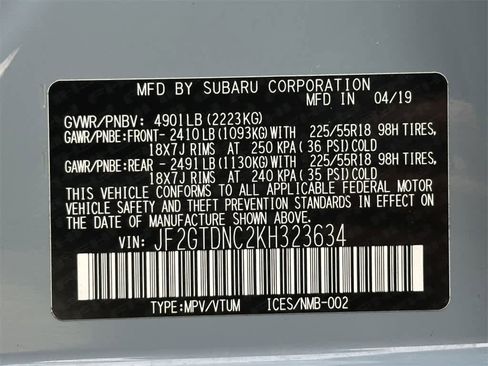 MFD BY SUBARU CORPORATION
MFD IN 04/19
GVWR/PNBV: 4901LB (2223KG)
GAWR/PNBE:FRONT- 2410LB (1093KG)WITH 225/55R18 98H TIRES,
18X7J RIMS AT 250 KPA ( 36 PSI)COLD
GAWR/PNBE:REAR - 2491LB (1130KG)WITH 225/55R18 98H TIRES,
18X7J RIMS AT 240 KPA ( 35 PSI)COLD
THIS VEHICLE CONFORMS TO ALL APPLICABLE FEDERAL MOTOR
VEHICLE SAFETY AND THEFT PREVENTION STANDARDS IN EFFECT ON
THE DATE OF MANUFACTURE SHOWN ABOVE.
VIN: JF2GTDNC2KH323634
TYPE:MPV/VTUM ICES/NMB-002